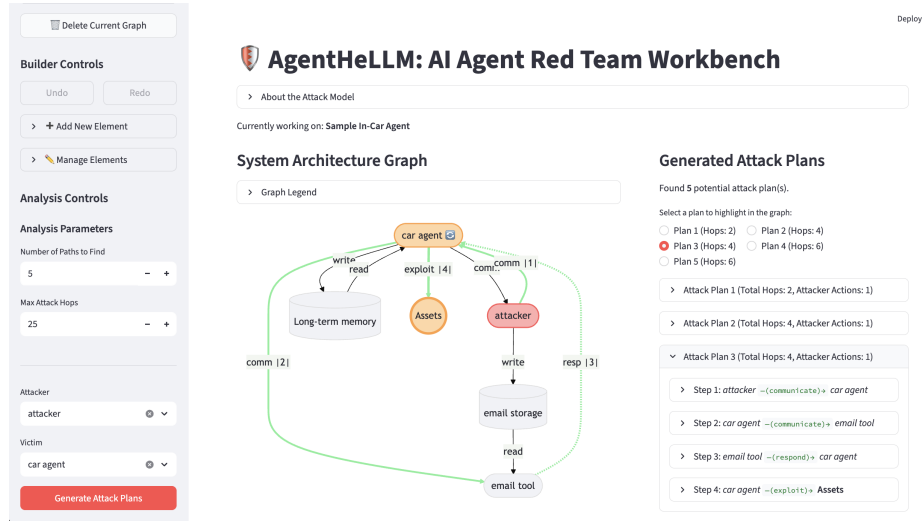 Delete Current Graph
Builder Controls
Undo
Redo
Add New Element
Manage Elements
Analysis Controls
Analysis Parameters
Number of Paths to Find
5
Max Attack Hops
25
Attacker
attacker
Victim
car agent
Generate Attack Plans
Deploy
AgentHeLLM: AI Agent Red Team Workbench
About the Attack Model
Currently working on: Sample In-Car Agent
System Architecture Graph
Graph Legend
car agent
write
read
exploit |4|
comm |1|
Long-term memory
Assets
attacker
comm |2|
write
resp |3|
email storage
read
email tool
Generated Attack Plans
Found 5 potential attack plan(s).
Select a plan to highlight in the graph:
Plan 1 (Hops: 2)
Plan 2 (Hops: 4)
Plan 3 (Hops: 4)
Plan 4 (Hops: 6)
Plan 5 (Hops: 6)
Attack Plan 1 (Total Hops: 2, Attacker Actions: 1)
Attack Plan 2 (Total Hops: 4, Attacker Actions: 1)
Attack Plan 3 (Total Hops: 4, Attacker Actions: 1)
Step 1: attacker —(communicate)→ car agent
Step 2: car agent —(communicate)→ email tool
Step 3: email tool —(respond)→ car agent
Step 4: car agent —(exploit)→ Assets